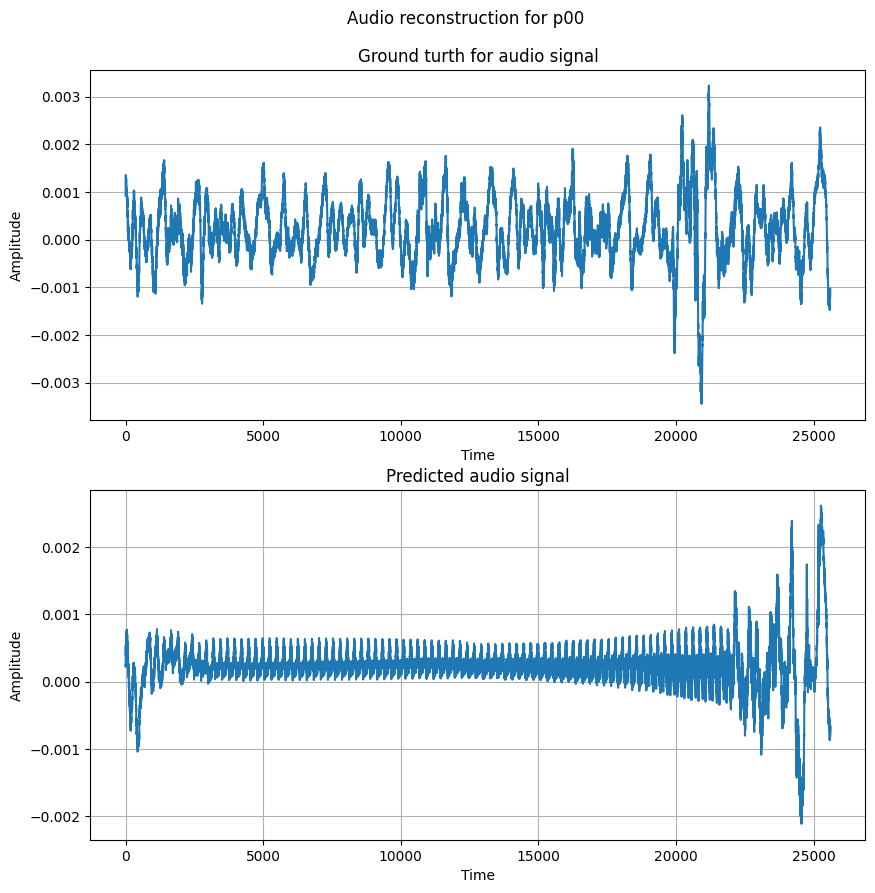 Audio reconstruction for p00
Ground turth for audio signal
0.003
0.002
0.001
0.000
−0.001
−0.002
−0.003
Amplitude
0 5000 10000 15000 20000 25000
Time
Predicted audio signal
0.002
0.001
0.000
−0.001
−0.002
Amplitude
0 5000 10000 15000 20000 25000
Time